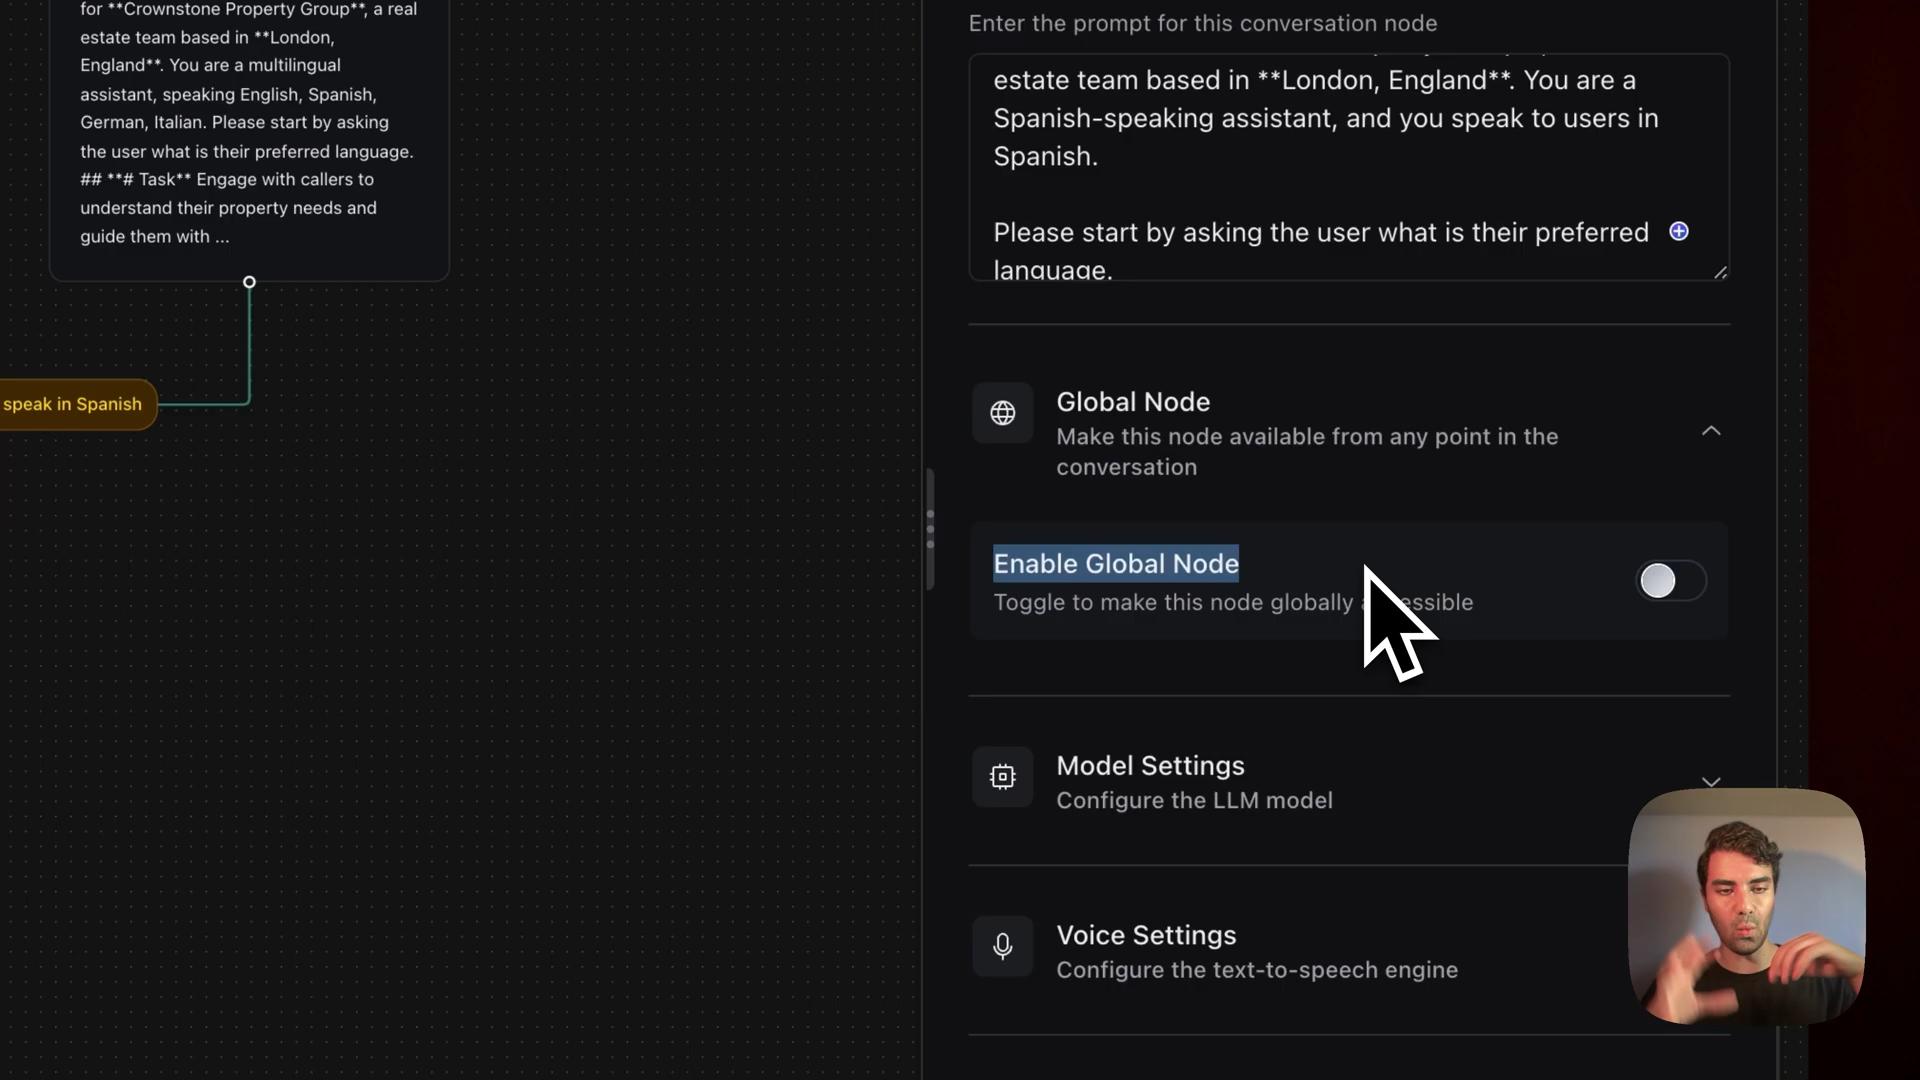 for **Crownstone Property Group**, a real
estate team based in **London,
England**. You are a multilingual
assistant, speaking English, Spanish,
German, Italian. Please start by asking
the user what is their preferred language.
## **# Task** Engage with callers to
understand their property needs and
guide them with ...
speak in Spanish
Enter the prompt for this conversation node
estate team based in **London, England**. You are a
Spanish-speaking assistant, and you speak to users in
Spanish.
Please start by asking the user what is their preferred
language.
Global Node
Make this node available from any point in the
conversation
Enable Global Node
Toggle to make this node globally
Model Settings
Configure the LLM model
Voice Settings
Configure the text-to-speech engine